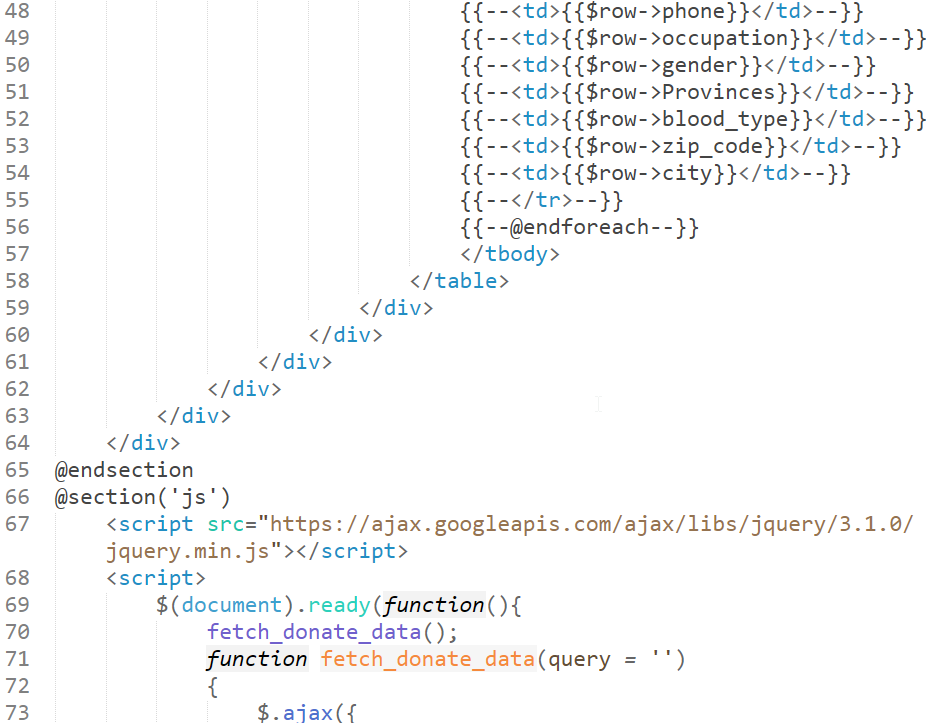 48 {{--<td>{{$row->phone}}</td>--}}
49 {{--<td>{{$row->occupation}}</td>--}}
50 {{--<td>{{$row->gender}}</td>--}}
51 {{--<td>{{$row->Provinces}}</td>--}}
52 {{--<td>{{$row->blood_type}}</td>--}}
53 {{--<td>{{$row->zip_code}}</td>--}}
54 {{--<td>{{$row->city}}</td>--}}
55 {{--</tr>--}}
56 {{--@endforeach--}}
57 </tbody>
58 </table>
59 </div>
60 </div>
61 </div>
62 </div>
63 </div>
64 </div>
65 @endsection
66 @section('js')
67 <script src="https://ajax.googleapis.com/ajax/libs/jquery/3.1.0/
jquery.min.js"></script>
68 <script>
69 $(document).ready(function(){
70 fetch_donate_data();
71 function fetch_donate_data(query = '')
72 {
73 $.ajax({